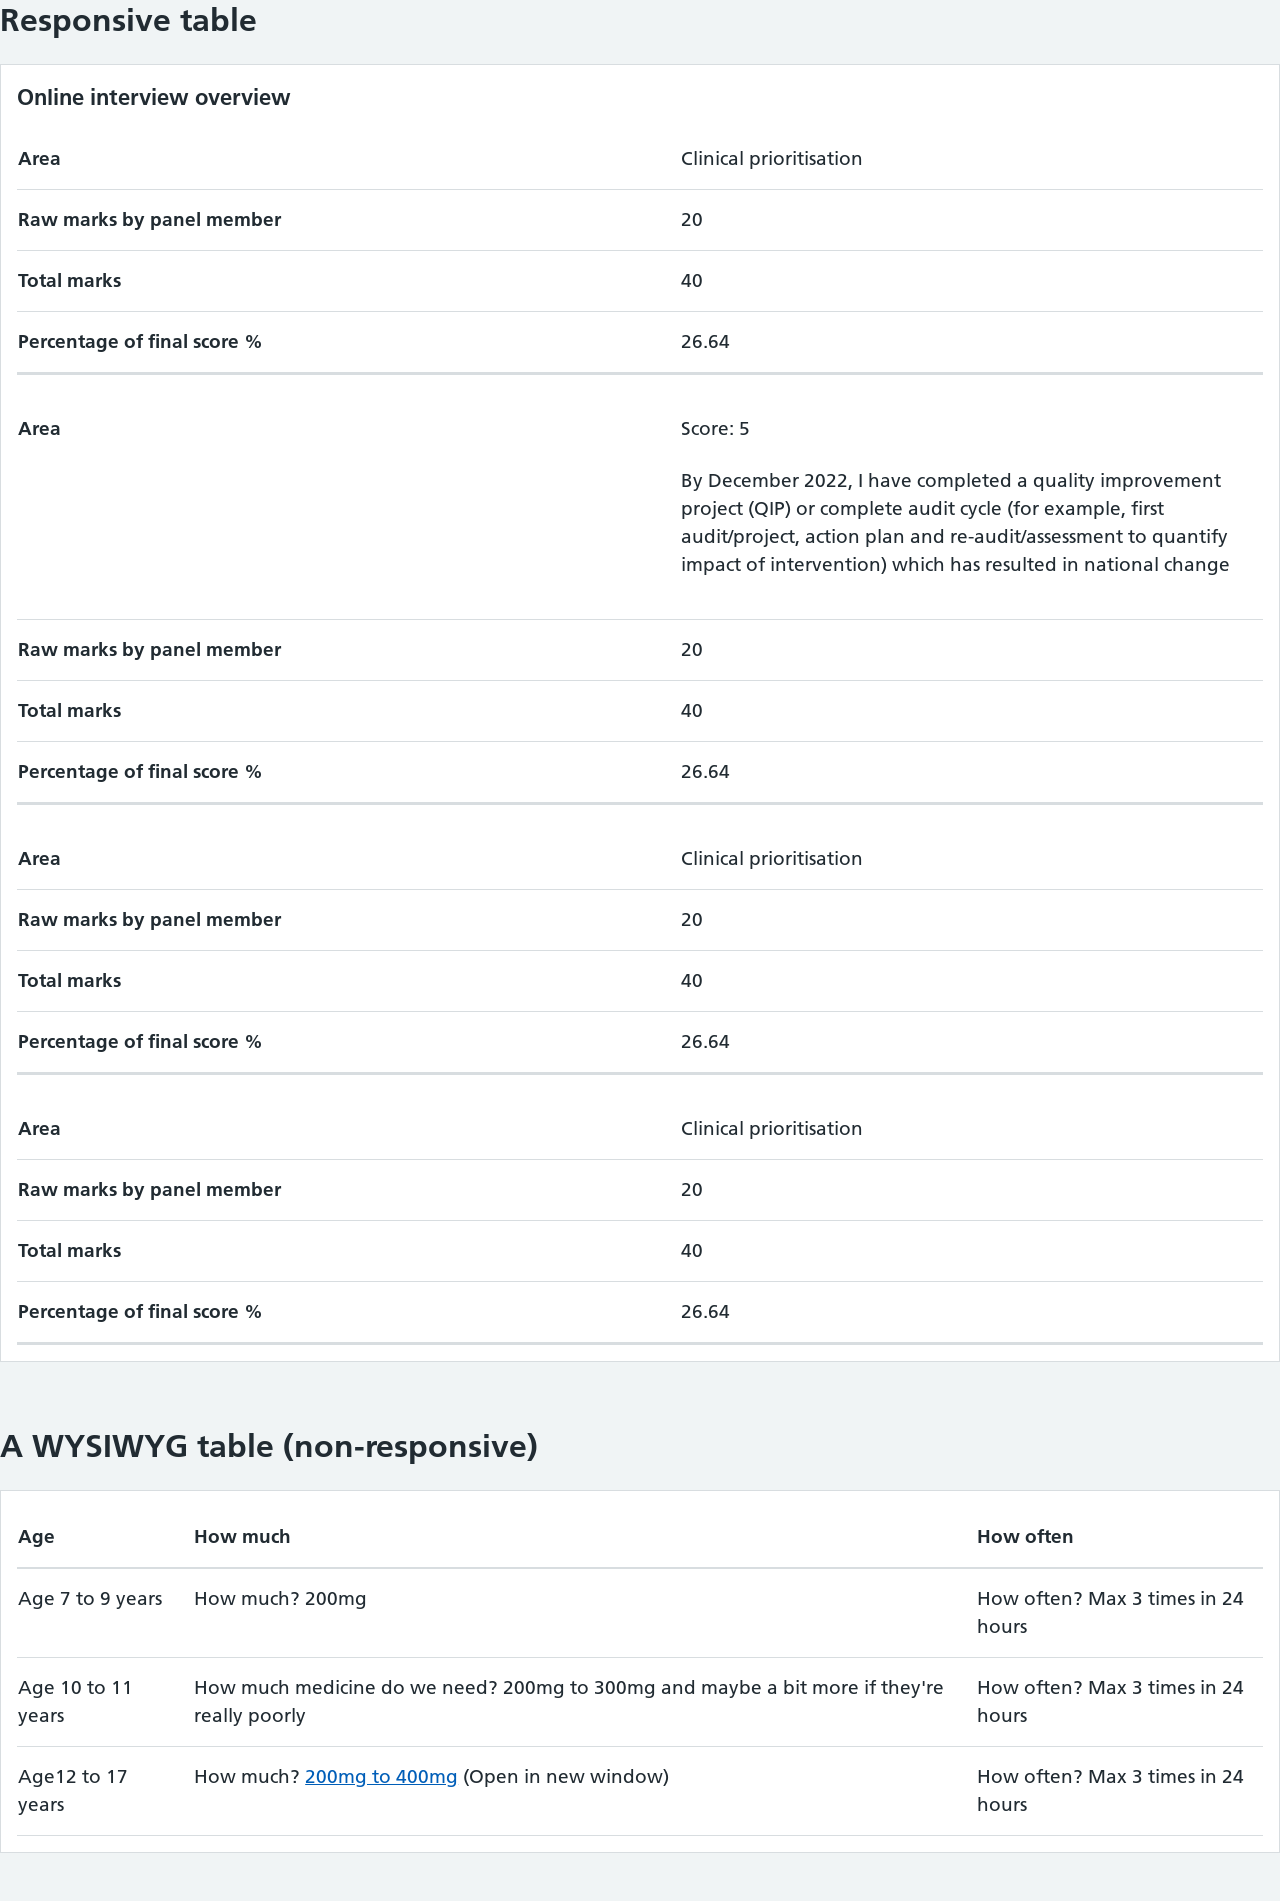 Responsive table
Online interview overview
Area Clinical prioritisation
Raw marks by panel member 20
Total marks 40
Percentage of final score % 26.64
Area Score: 5
By December 2022, I have completed a quality improvement
project (QIP) or complete audit cycle (for example, first
audit/project, action plan and re-audit/assessment to quantify
impact of intervention) which has resulted in national change
Raw marks by panel member 20
Total marks 40
Percentage of final score % 26.64
Area Clinical prioritisation
Raw marks by panel member 20
Total marks 40
Percentage of final score % 26.64
Area Clinical prioritisation
Raw marks by panel member 20
Total marks 40
Percentage of final score % 26.64
A WYSIWYG table (non-responsive)
Age How much How often
Age 7 to 9 years How much? 200mg How often? Max 3 times in 24
hours
Age 10 to 11 How much medicine do we need? 200mg to 300mg and maybe a bit more if they're How often? Max 3 times in 24
years really poorly hours
Age12 to 17 How much? 200mg to 400mg (Open in new window) How often? Max 3 times in 24
years hours